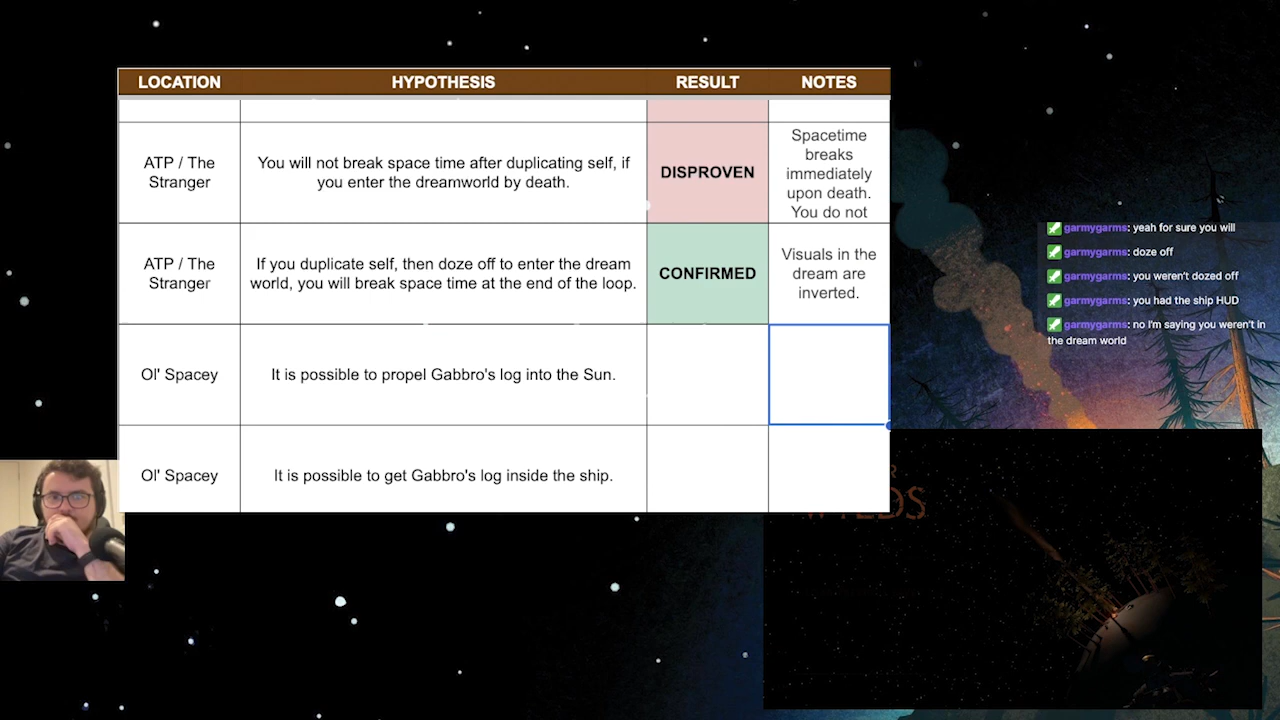 LOCATION HYPOTHESIS RESULT NOTES
ATP / The
Stranger
You will not break space time after duplicating self, if
you enter the dreamworld by death.
DISPROVEN
Spacetime
breaks
immediately
upon death.
You do not
ATP / The
Stranger
If you duplicate self, then doze off to enter the dream
world, you will break space time at the end of the loop.
CONFIRMED
Visuals in the
dream are
inverted.
Ol' Spacey
It is possible to propel Gabbro's log into the Sun.
Ol' Spacey
It is possible to get Gabbro's log inside the ship.
garmygarms: yeah for sure you will
garmygarms: doze off
garmygarms: you weren't dozed off
garmygarms: you had the ship HUD
garmygarms: no I'm saying you weren't in
the dream world